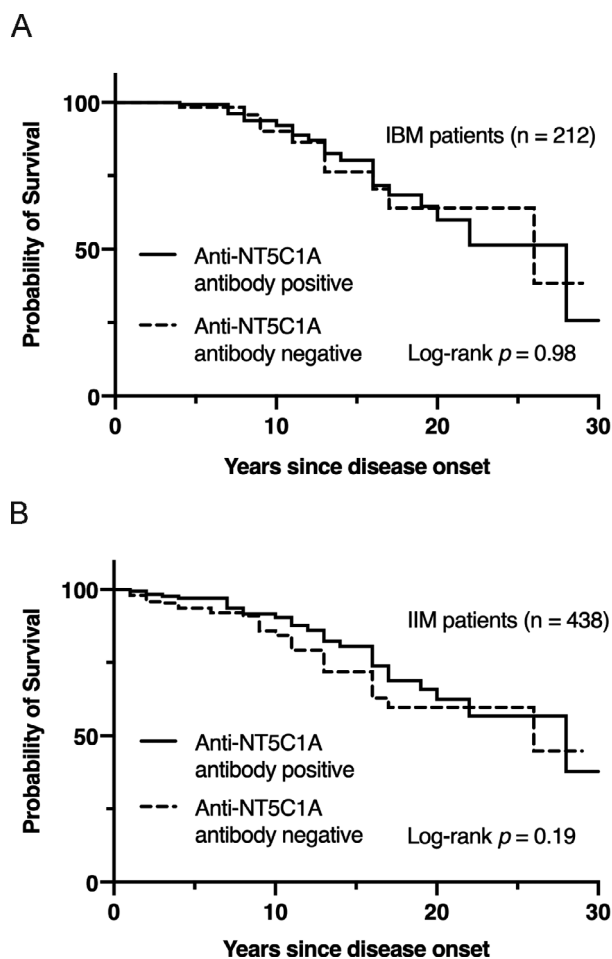 A
100
50
0
Probability of Survival
IBM patients (n = 212)
Anti-NT5C1A
antibody positive
Anti-NT5C1A
antibody negative
Log-rank p = 0.98
0
10
20
30
Years since disease onset
B
100
50
0
Probability of Survival
IIM patients (n = 438)
Anti-NT5C1A
antibody positive
Anti-NT5C1A
antibody negative
Log-rank p = 0.19
0
10
20
30
Years since disease onset